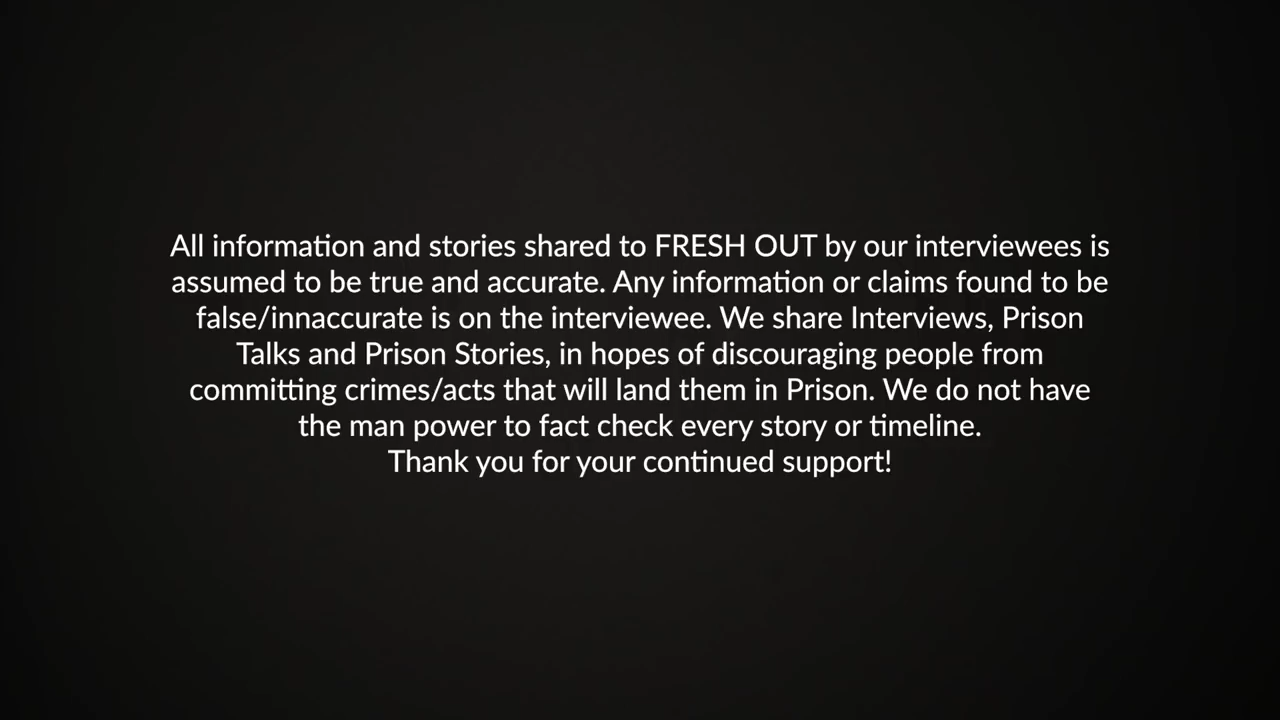 All information and stories shared to FRESH OUT by our interviewees is
assumed to be true and accurate. Any information or claims found to be
false/innaccurate is on the interviewee. We share Interviews, Prison
Talks and Prison Stories, in hopes of discouraging people from
committing crimes/acts that will land them in Prison. We do not have
the man power to fact check every story or timeline.
Thank you for your continued support!